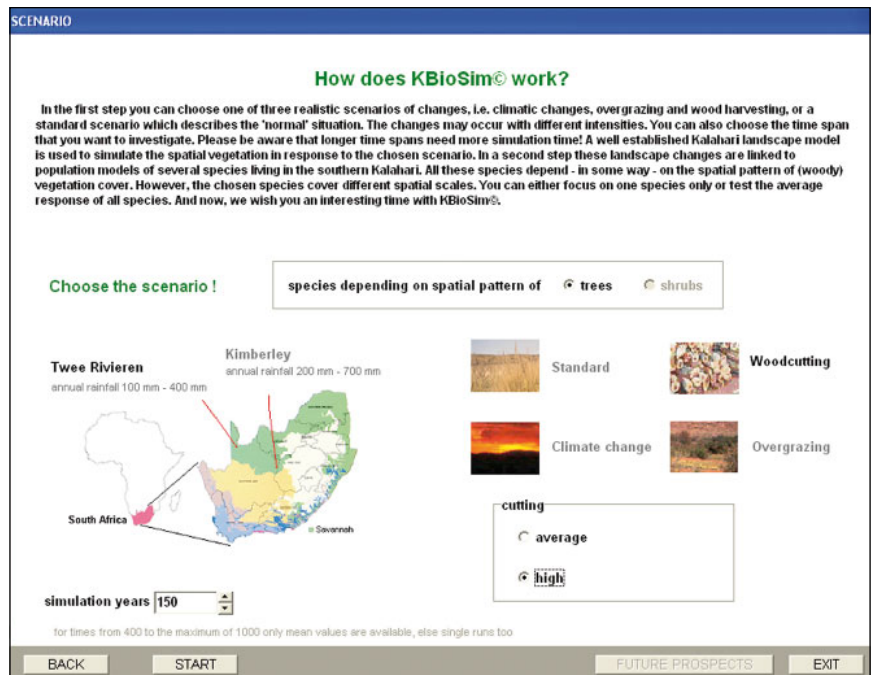 SCENARIO
How does KBioSim© work?
In the first step you can choose one of three realistic scenarios of changes, i.e. climatic changes, overgrazing and wood harvesting, or a
standard scenario which describes the 'normal' situation. The changes may occur with different intensities. You can also choose the time span
that you want to investigate. Please be aware that longer time spans need more simulation time! A well established Kalahari landscape model
is used to simulate the spatial vegetation in response to the chosen scenario. In a second step these landscape changes are linked to
population models of several species living in the southern Kalahari. All these species depend - in some way - on the spatial pattern of (woody)
vegetation cover. However, the chosen species cover different spatial scales. You can either focus on one species only or test the average
response of all species. And now, we wish you an interesting time with KBioSim©.
Choose the scenario !
species depending on spatial pattern of trees shrubs
Twee Rivieren
annual rainfall 100 mm - 400 mm
Kimberley
annual rainfall 200 mm - 700 mm
South Africa
Savannah
Standard
Woodcutting
Climate change
Overgrazing
cutting
average
high
simulation years 150
for times from 400 to the maximum of 1000 only mean values are available, else single runs too
BACK
START
FUTURE PROSPECTS
EXIT